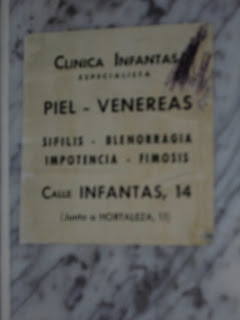 CLINICA INFANTAS
ESPECIALISTA
PIEL - VENEREAS
SIFILIS - BLENORRAGIA
IMPOTENCIA - FIMOSIS
CALLE INFANTAS, 14
(Junto a HORTALEZA, 11)